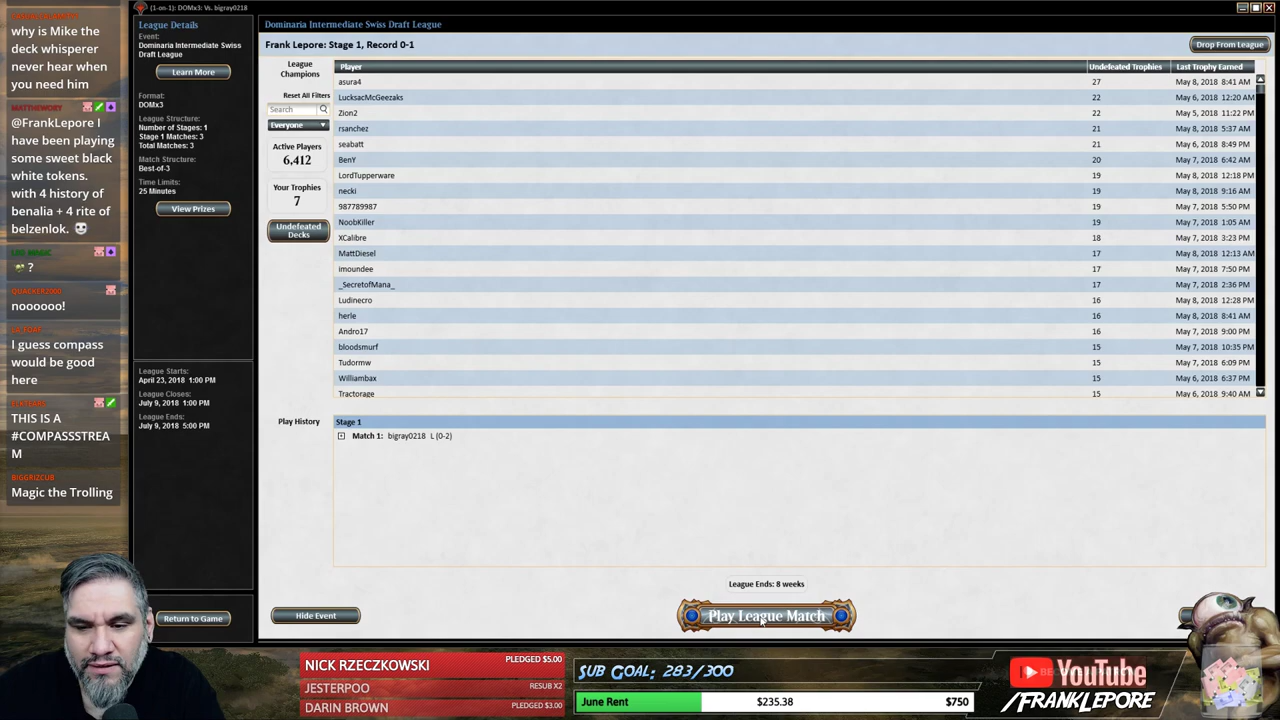 (1-on-1): DOMx3: Vs. bigray0218
why is Mike the
deck whisperer
never hear when
you need him
MATTHEWORY
@FrankLepore I
have been playing
some sweet black
white tokens.
with 4 history of
benalia + 4 rite of
belzenlok.
?
QUACKER2000
noooooo!
I guess compass
would be good
here
THIS IS A
#COMPASSSTREA
M
BIGGRIZCUB
Magic the Trolling
League Details
Event:
Dominaria Intermediate Swiss
Draft League
Learn More
Format:
DOMx3
League Structure:
Number of Stages: 1
Stage 1 Matches: 3
Total Matches: 3
Match Structure:
Best-of-3
Time Limits:
25 Minutes
View Prizes
League Starts:
April 23, 2018 1:00 PM
League Closes:
July 9, 2018 1:00 PM
League Ends:
July 9, 2018 5:00 PM
Return to Game
Dominaria Intermediate Swiss Draft League
Frank Lepore: Stage 1, Record 0-1
Drop From League
League
Champions
Reset All Filters
Search
Everyone
Active Players
6,412
Your Trophies
7
Undefeated
Decks
Player Undefeated Trophies Last Trophy Earned
asura4 27 May 8, 2018 8:41 AM
LucksacMcGeezaks 22 May 6, 2018 12:20 AM
Zion2 22 May 5, 2018 11:22 PM
rsanchez 21 May 8, 2018 5:37 AM
seabatt 21 May 6, 2018 8:49 PM
BenY 20 May 7, 2018 6:42 AM
LordTupperware 19 May 8, 2018 12:18 PM
necki 19 May 8, 2018 9:16 AM
987789987 19 May 7, 2018 5:50 PM
NoobKiller 19 May 7, 2018 1:05 AM
XCalibre 18 May 7, 2018 3:23 PM
MattDiesel 17 May 8, 2018 12:13 AM
imoundee 17 May 7, 2018 7:50 PM
_SecretofMana_ 17 May 7, 2018 2:36 PM
Ludinecro 16 May 8, 2018 12:28 PM
herle 16 May 8, 2018 8:41 AM
Andro17 16 May 7, 2018 9:00 PM
bloodsmurf 15 May 7, 2018 10:35 PM
Tudormw 15 May 7, 2018 6:09 PM
Williambax 15 May 6, 2018 6:37 PM
Tractorage 15 May 6, 2018 9:40 AM
Play History
Stage 1
Match 1: bigray0218 L (0-2)
League Ends: 8 weeks
Hide Event
Play League Match
NICK RZECZKOWSKI PLEDGED $5.00
JESTERPOO RESUB X2
DARIN BROWN PLEDGED $3.00
SUB GOAL: 283/300
June Rent $235.38 $750
YouTube
/FRANKLEPORE